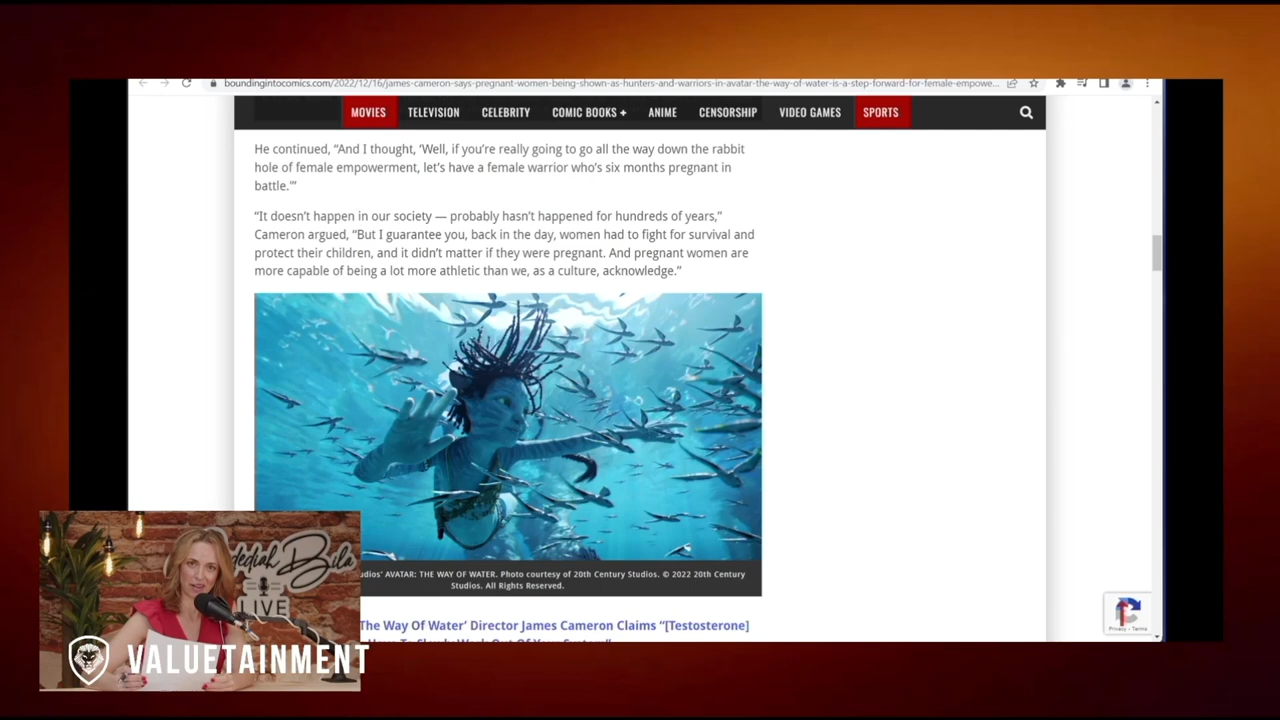 boundingintocomics.com/2022/12/16/james-cameron-says-pregnant-women-being-shown-as-hunters-and-warriors-in-avatar-the-way-of-water-is-a-step-forward-for-female-empowe...
MOVIES TELEVISION CELEBRITY COMIC BOOKS + ANIME CENSORSHIP VIDEO GAMES SPORTS
He continued, “And I thought, ‘Well, if you’re really going to go all the way down the rabbit
hole of female empowerment, let’s have a female warrior who’s six months pregnant in
battle.’”
“It doesn’t happen in our society — probably hasn’t happened for hundreds of years,”
Cameron argued, “But I guarantee you, back in the day, women had to fight for survival and
protect their children, and it didn’t matter if they were pregnant. And pregnant women are
more capable of being a lot more athletic than we, as a culture, acknowledge.”
udios’ AVATAR: THE WAY OF WATER. Photo courtesy of 20th Century Studios. © 2022 20th Century
Studios. All Rights Reserved.
The Way Of Water’ Director James Cameron Claims “[Testosterone]
Privacy - Terms
dediah Bila
LIVE
VALUETAINMENT